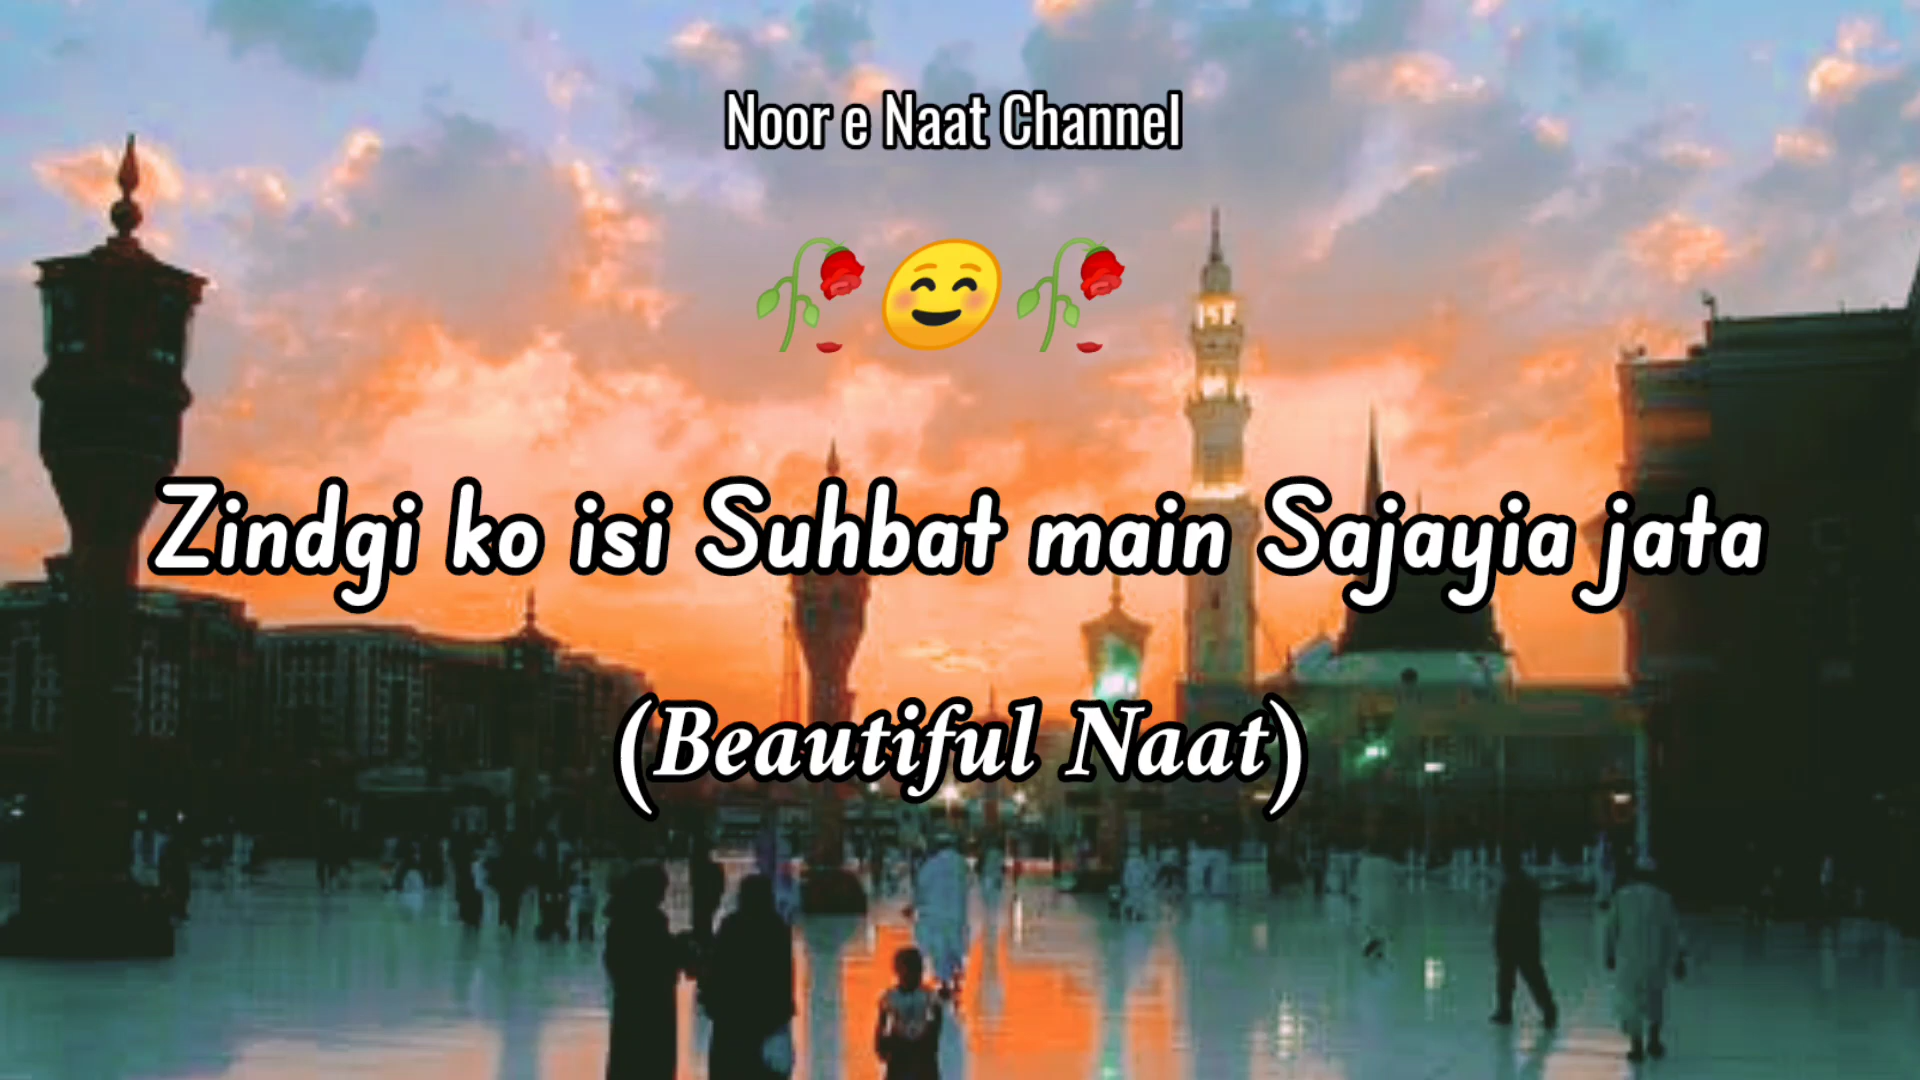 Noor e Naat Channel
Zindgi ko isi Suhbat main Sajayia jata
(Beautiful Naat)